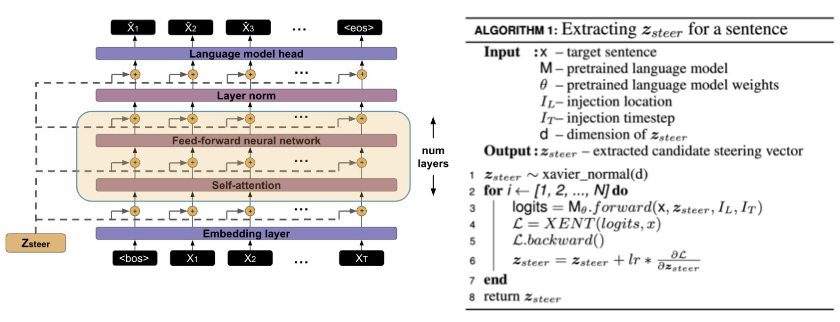 X̂1 X̂2 X̂3 ... <eos>
Language model head
...
Layer norm
...
Feed-forward neural network
...
Self-attention
num layers
...
Embedding layer
Zsteer
<bos> X1 X2 ... XT
ALGORITHM 1: Extracting z_steer for a sentence
Input : x – target sentence
M – pretrained language model
θ – pretrained language model weights
I_L – injection location
I_T – injection timestep
d – dimension of z_steer
Output : z_steer – extracted candidate steering vector
1 z_steer ∼ xavier_normal(d)
2 for i ← [1, 2, ..., N] do
3 logits = M_θ.forward(x, z_steer, I_L, I_T)
4 L = XENT(logits, x)
5 L.backward()
6 z_steer = z_steer + lr * ∂L/∂z_steer
7 end
8 return z_steer